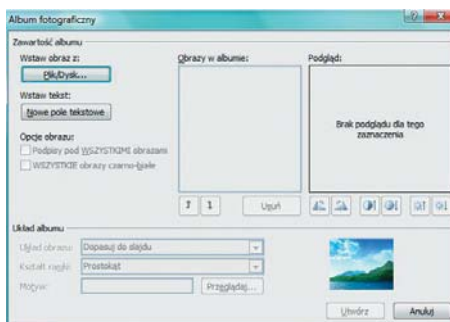 Album fotograficzny
Zawartość albumu
Wstaw obraz z:
Plik/Dysk...
Wstaw tekst:
Nowe pole tekstowe
Opcje obrazu:
Podpisy pod WSZYSTKIMI obrazami
WSZYSTKIE obrazy czarno-białe
Obrazy w albumie:
Usuń
Podgląd:
Brak podglądu dla tego
zaznaczenia
Układ albumu
Układ obrazu: Dopasuj do slajdu
Kształt ramki: Prostokąt
Motyw: Przeglądaj...
Utwórz Anuluj